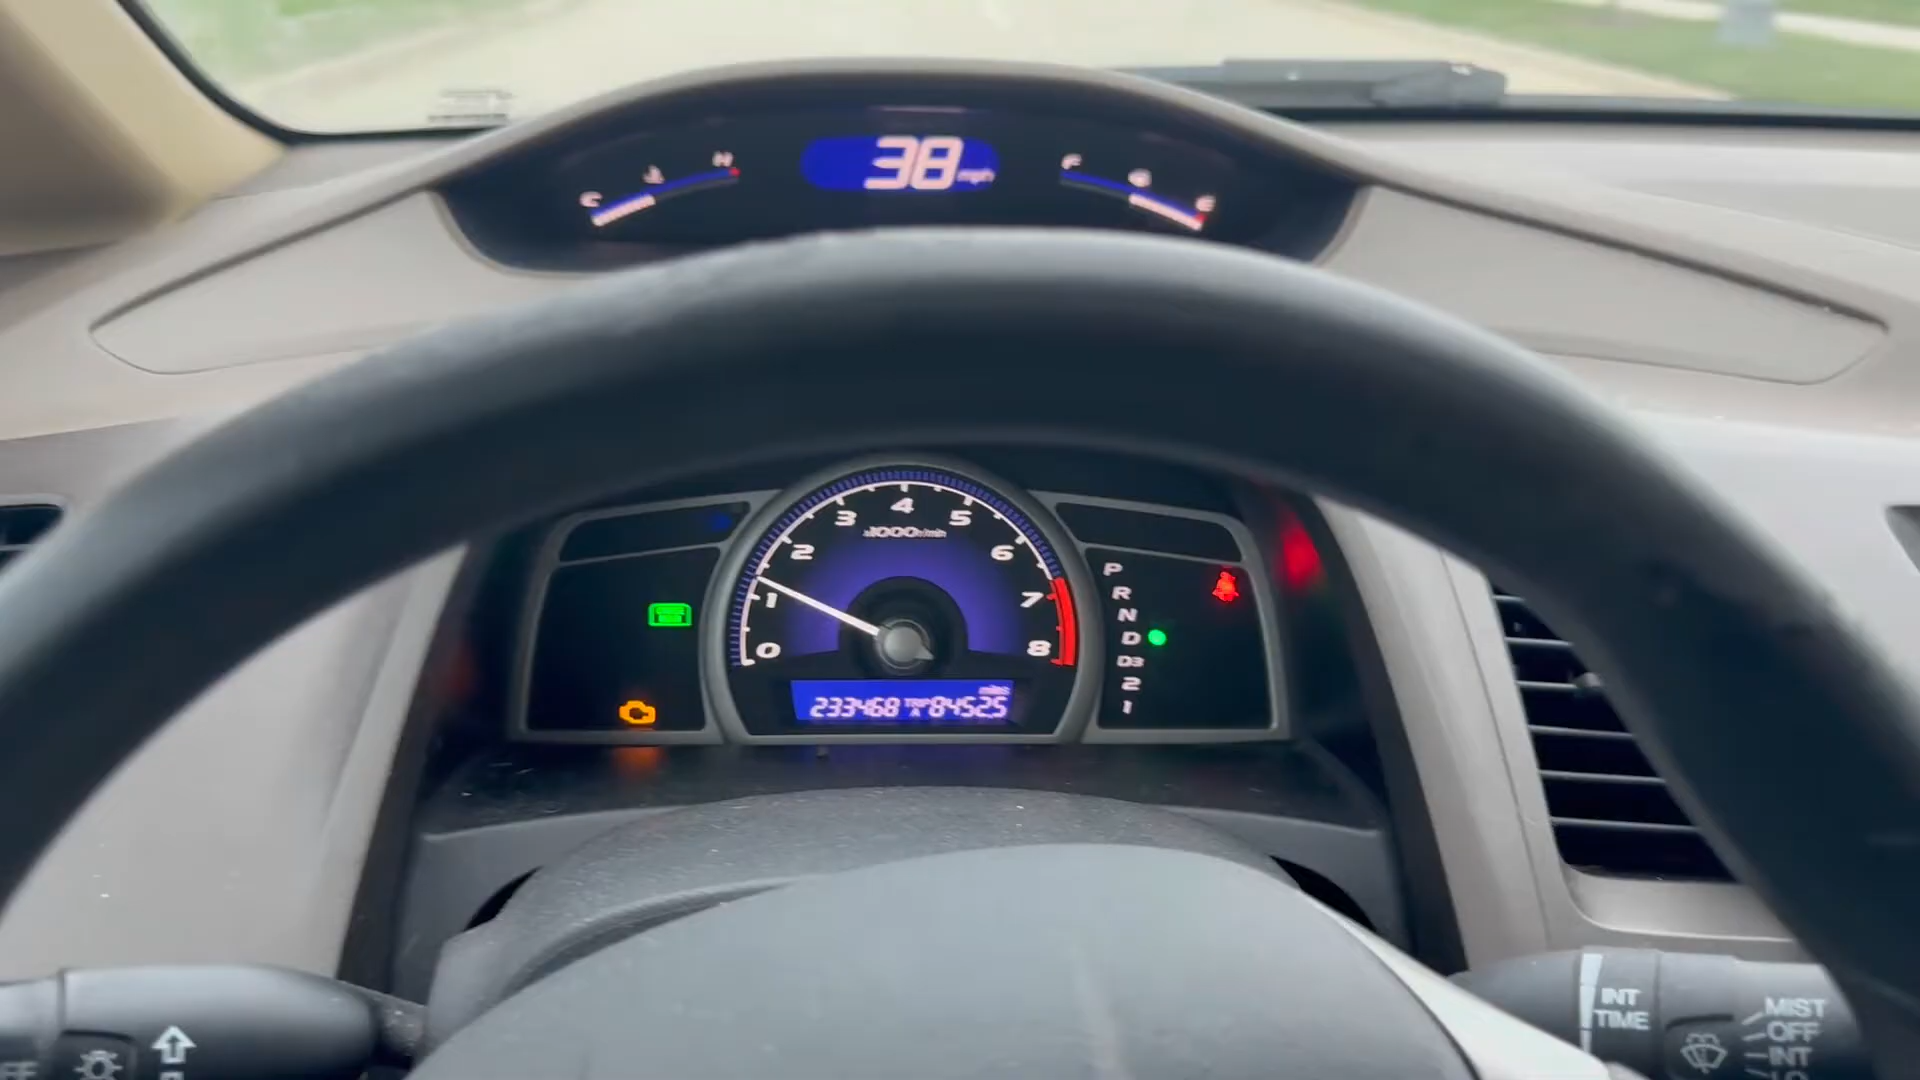 38 mph
C H
F E
0 1 2 3 4 5 6 7 8
x1000r/min
miles
233468 TRIP A 8452.5
P
R
N
D
D3
2
1
INT
TIME
MIST
OFF
INT